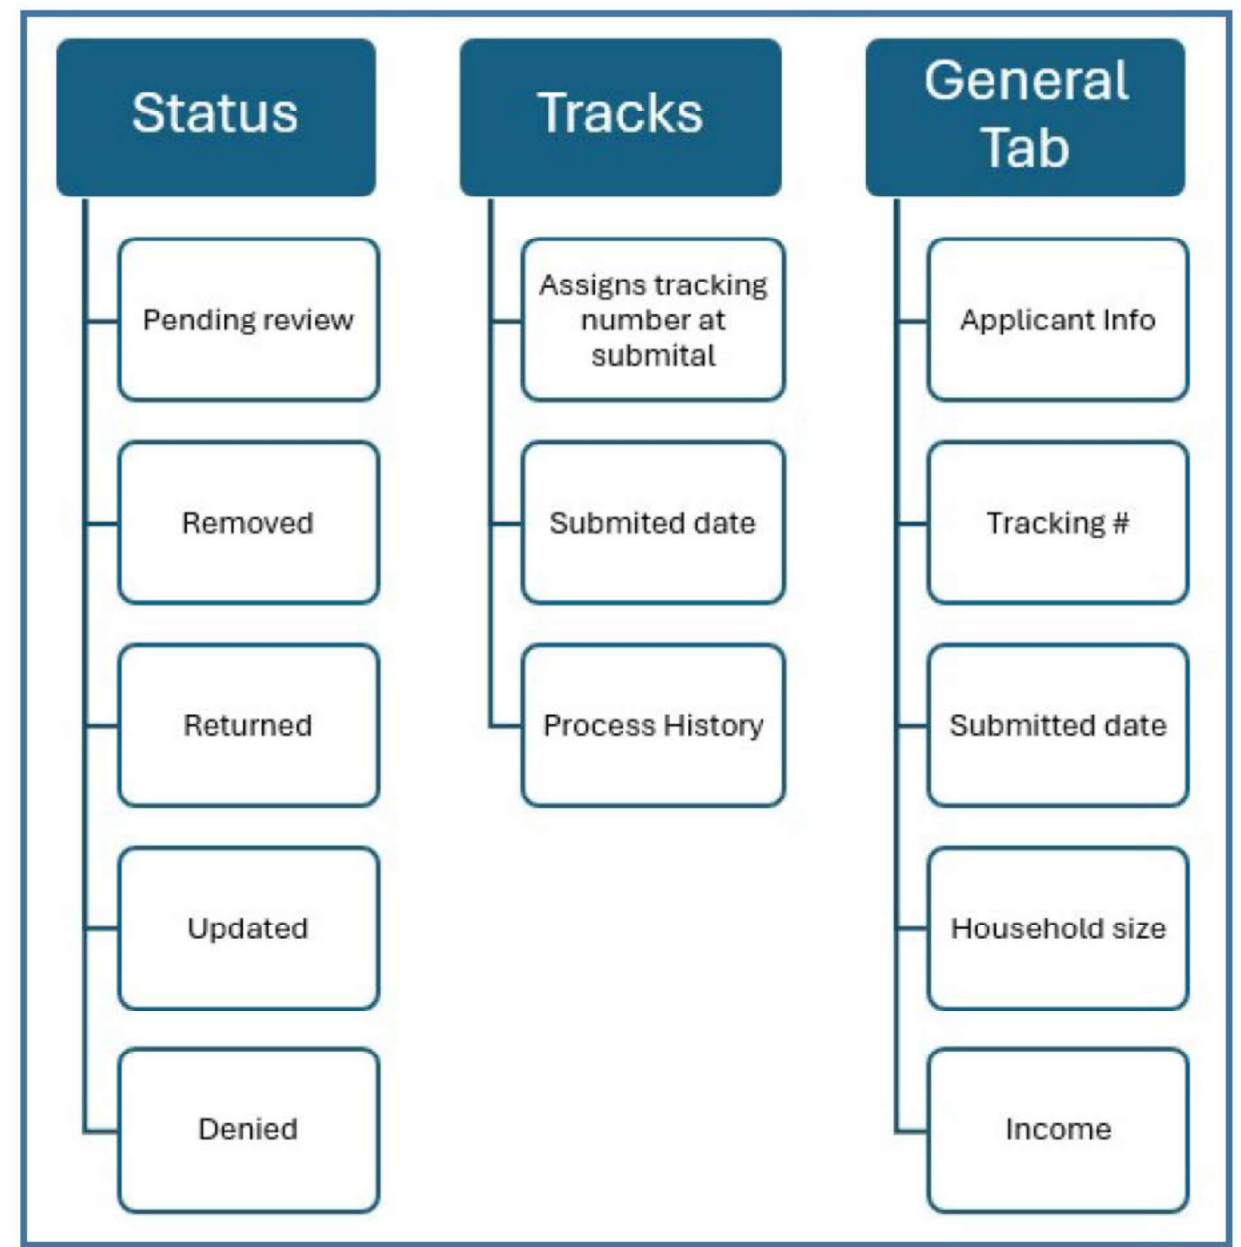 Status
Pending review
Removed
Returned
Updated
Denied
Tracks
Assigns tracking
number at
submital
Submited date
Process History
General
Tab
Applicant Info
Tracking #
Submitted date
Household size
Income